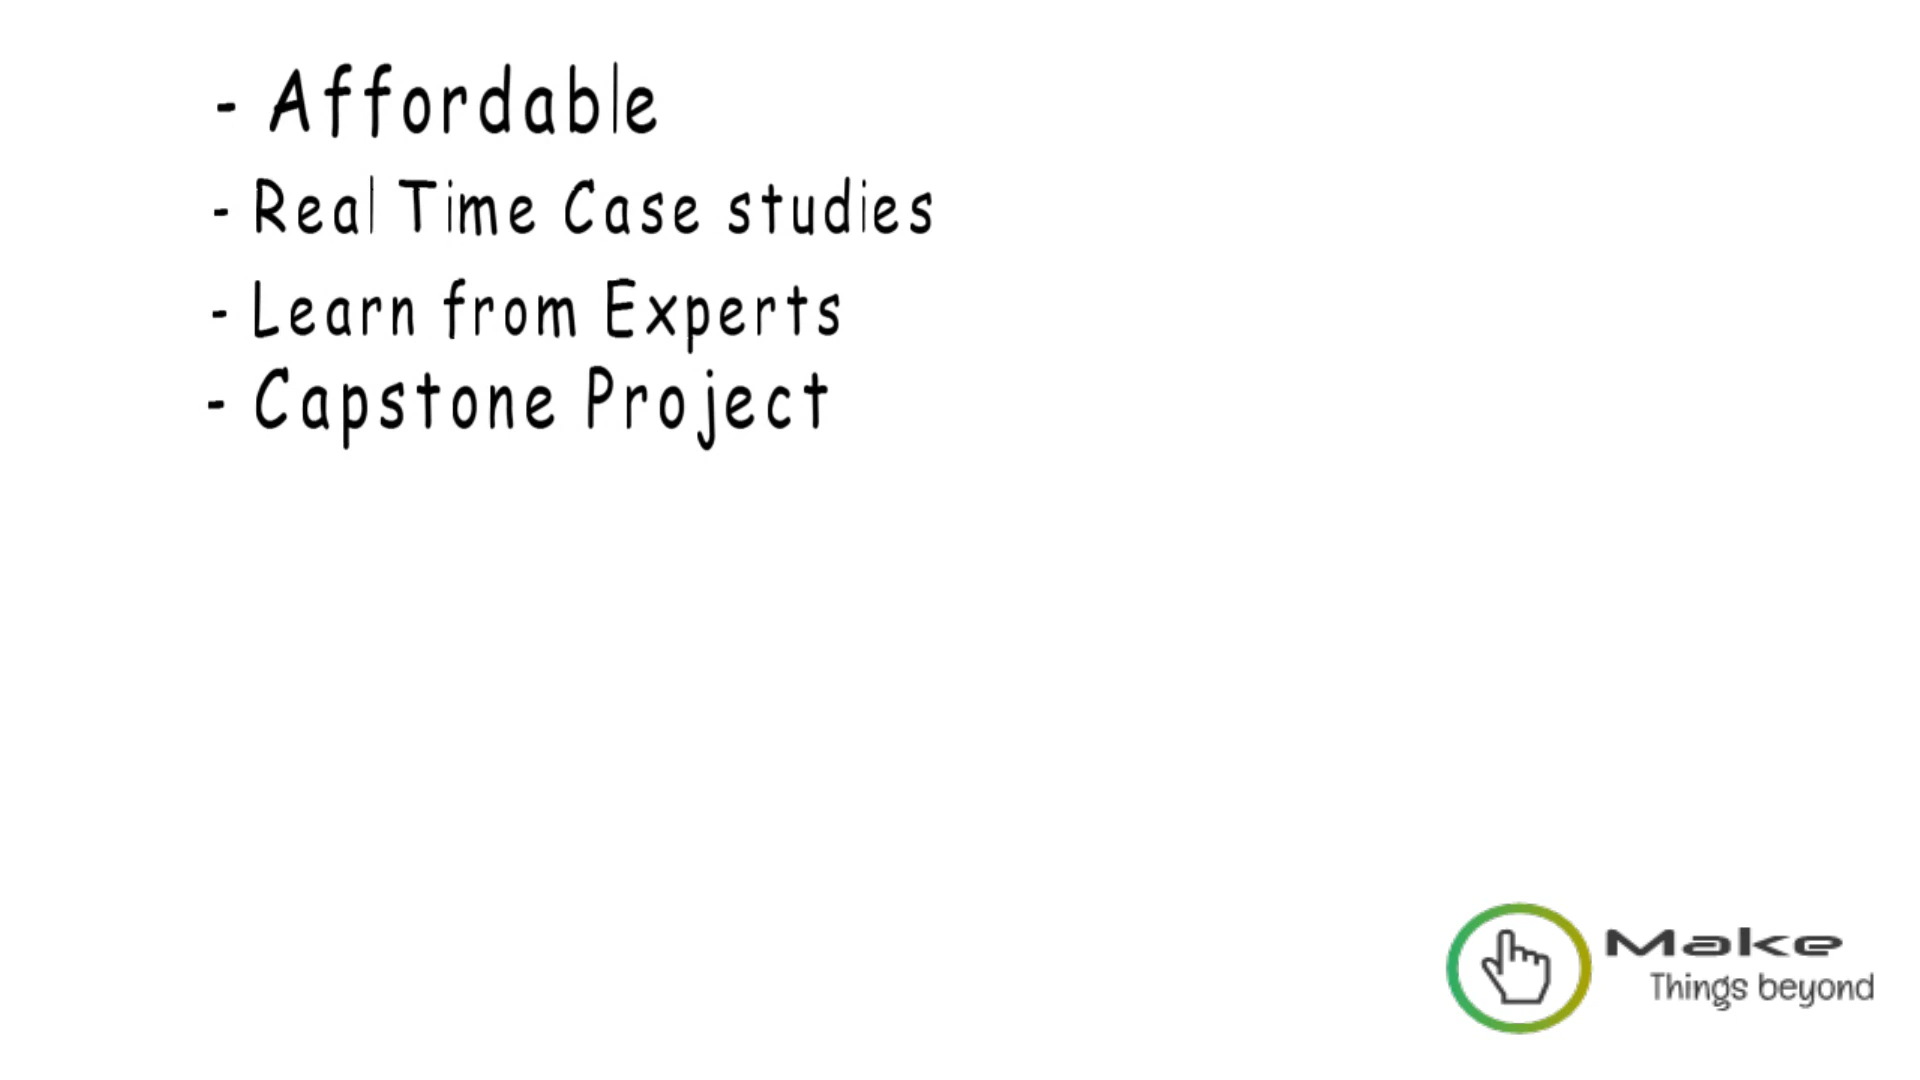 - Affordable
- Real Time Case studies
- Learn from Experts
- Capstone Project
Make
Things beyond